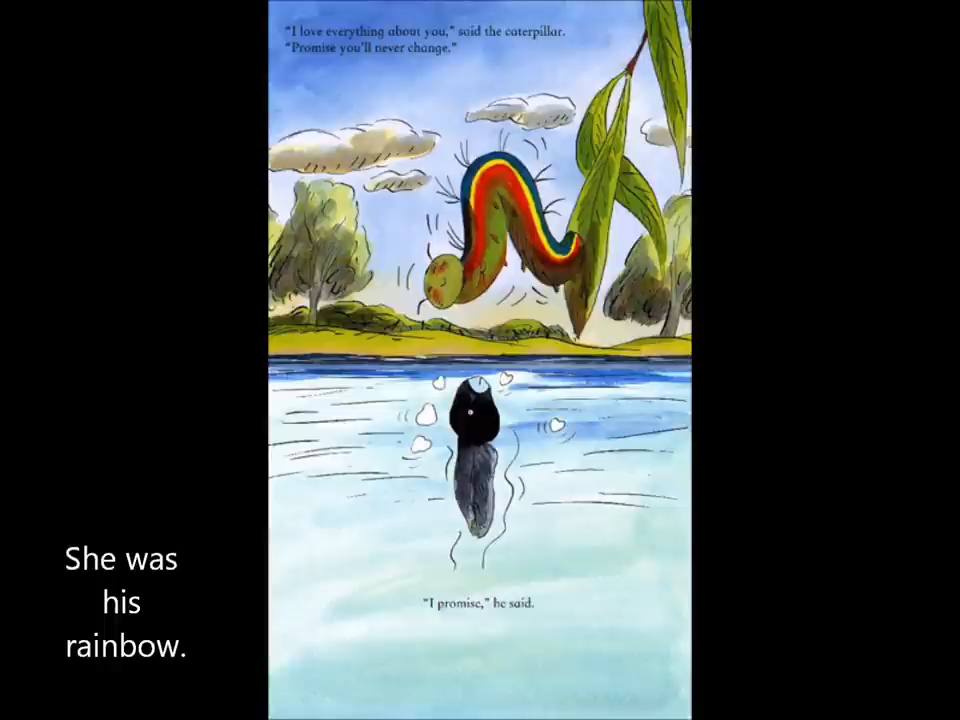 "I love everything about you," said the caterpillar.
"Promise you'll never change."
"I promise," he said.
She was
his
rainbow.